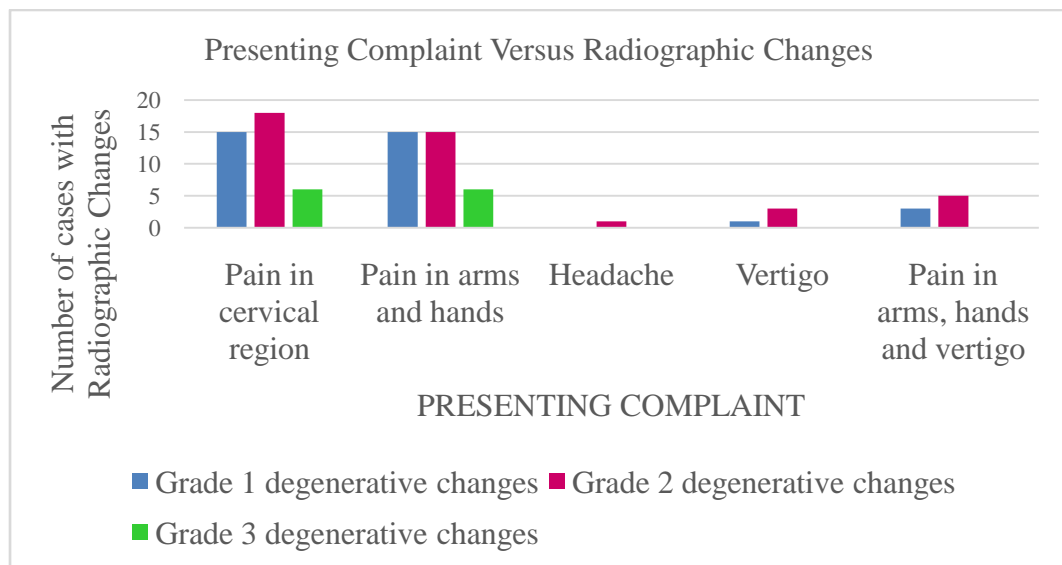 Presenting Complaint Versus Radiographic Changes
Number of cases with
Radiographic Changes
20
15
10
5
0
Pain in
cervical
region
Pain in arms
and hands
Headache
Vertigo
Pain in
arms, hands
and vertigo
PRESENTING COMPLAINT
Grade 1 degenerative changes
Grade 2 degenerative changes
Grade 3 degenerative changes